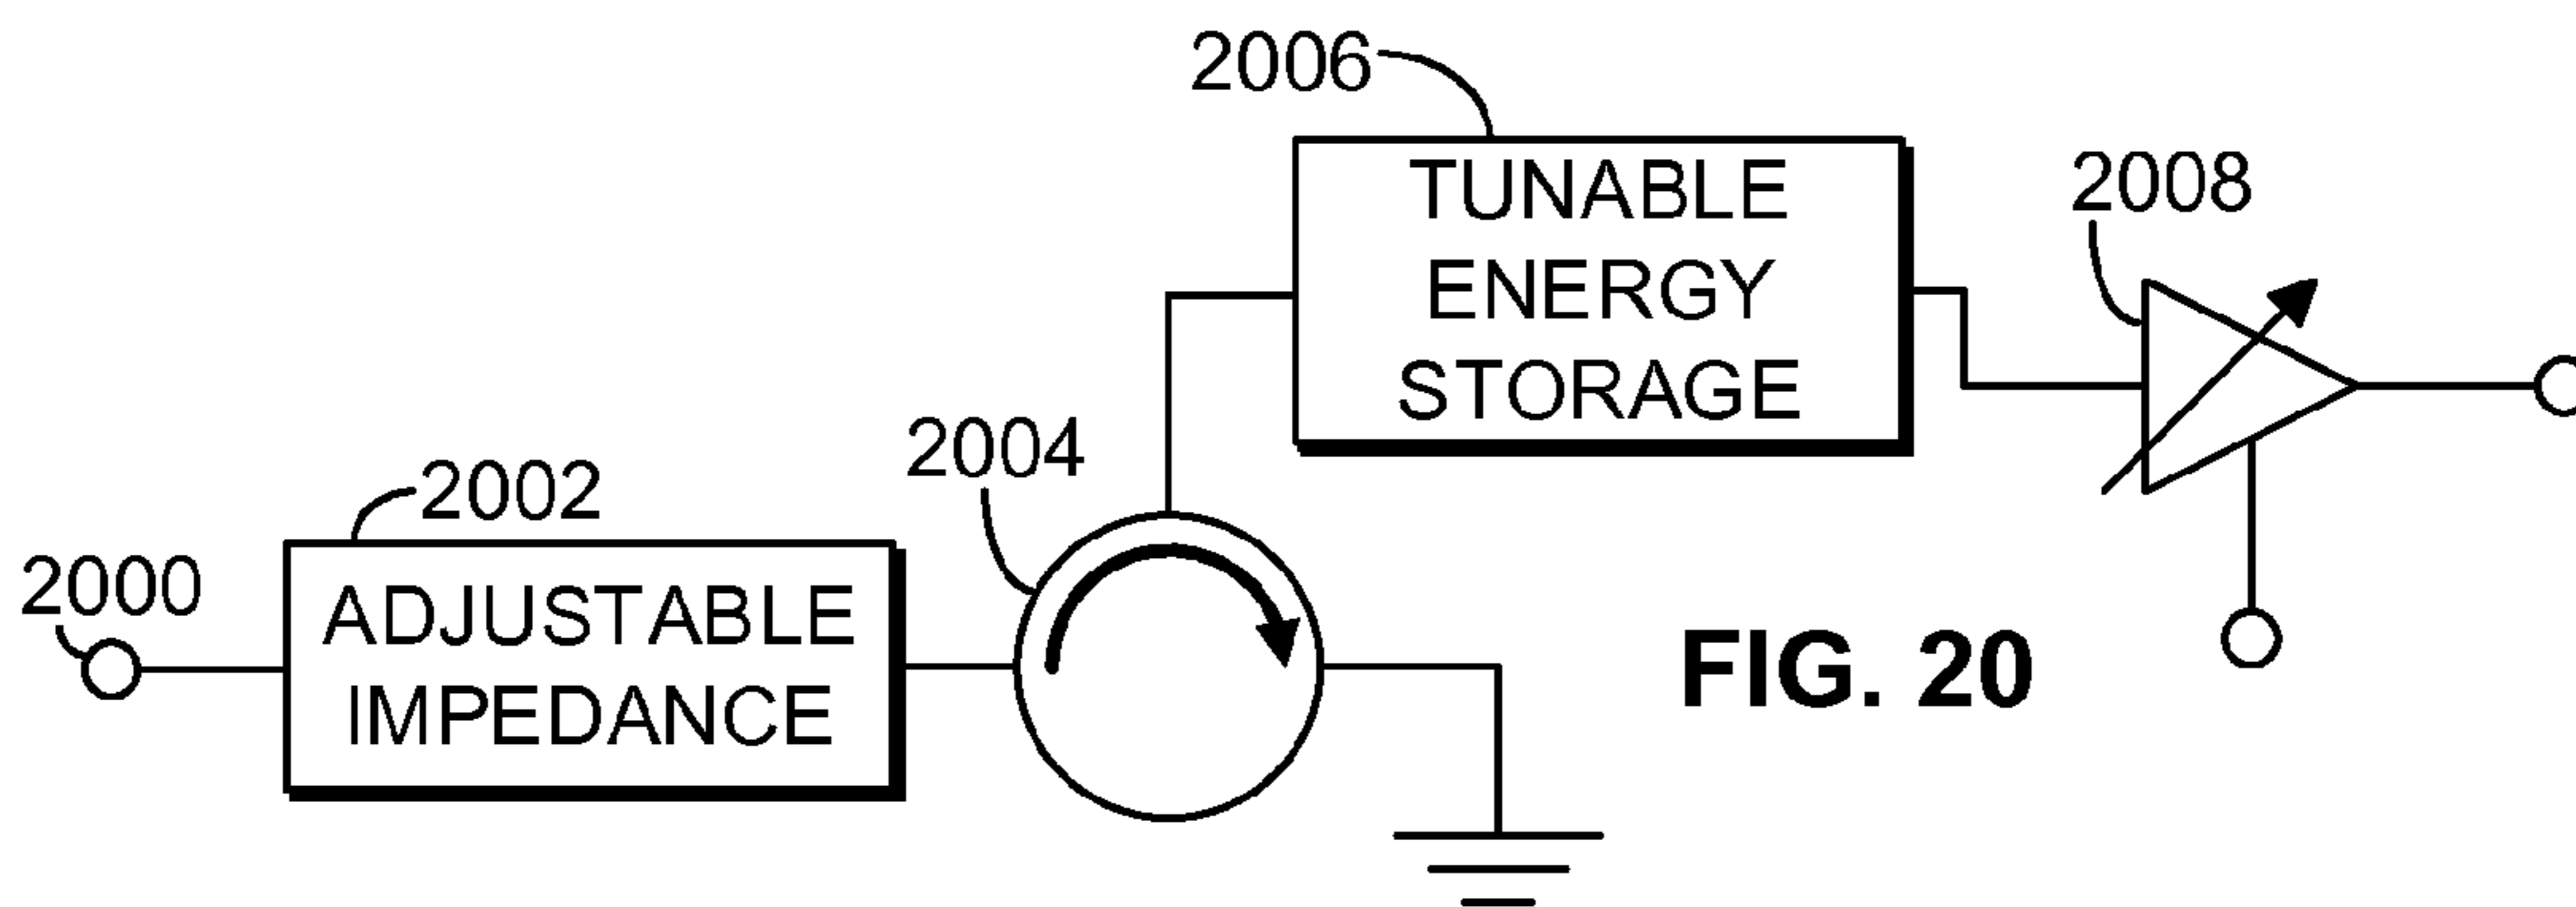 2006
TUNABLE
ENERGY
STORAGE
2008
2004
2002
ADJUSTABLE
IMPEDANCE
2000
FIG. 20